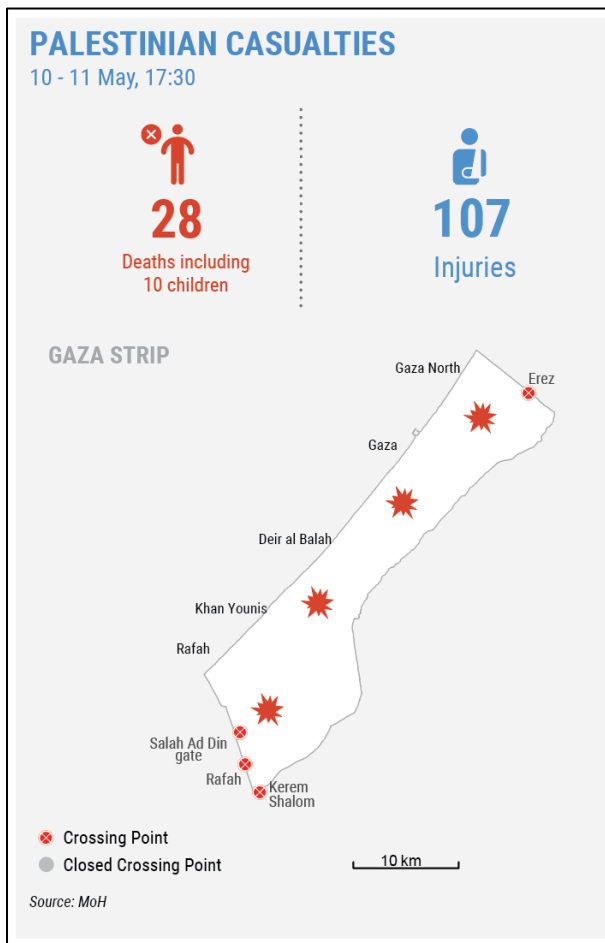 PALESTINIAN CASUALTIES
10 - 11 May, 17:30
28
Deaths including
10 children
107
Injuries
GAZA STRIP
Gaza North
Erez
Gaza
Deir al Balah
Khan Younis
Rafah
Salah Ad Din
gate
Rafah
Kerem
Shalom
Crossing Point
Closed Crossing Point
10 km
Source: MoH